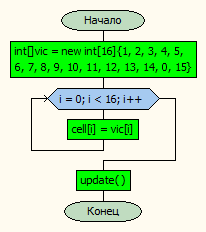 Начало
int[]vic = new int[16]{1, 2, 3, 4, 5,
6, 7, 8, 9, 10, 11, 12, 13, 14, 0, 15}
i = 0; i < 16; i++
cell[i] = vic[i]
update( )
Конец